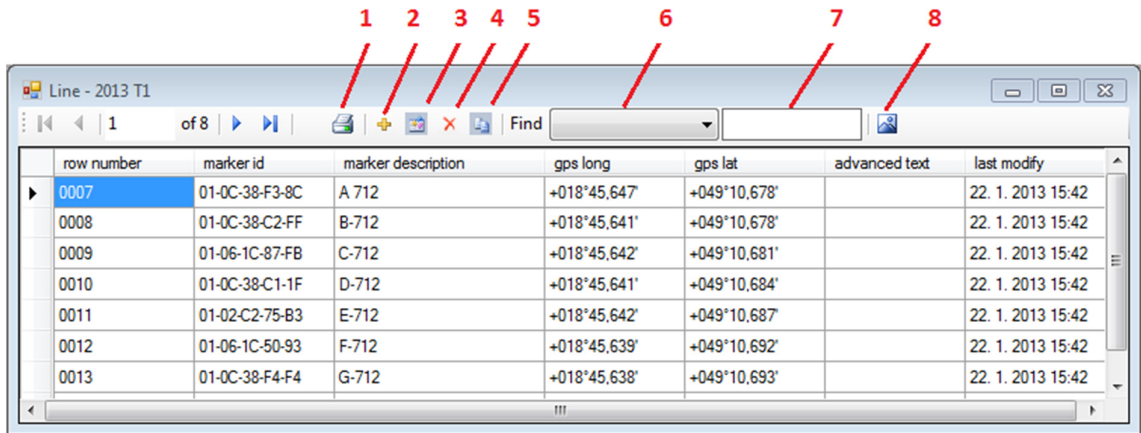 1 2 3 4 5 6 7 8
Line - 2013 T1
1 of 8 Find
row number marker id marker description gps long gps lat advanced text last modify
0007 01-0C-38-F3-8C A 712 +018°45,647' +049°10,678' 22. 1. 2013 15:42
0008 01-0C-38-C2-FF B-712 +018°45,641' +049°10,678' 22. 1. 2013 15:42
0009 01-06-1C-87-FB C-712 +018°45,642' +049°10,681' 22. 1. 2013 15:42
0010 01-0C-38-C1-1F D-712 +018°45,641' +049°10,684' 22. 1. 2013 15:42
0011 01-02-C2-75-B3 E-712 +018°45,642' +049°10,687' 22. 1. 2013 15:42
0012 01-06-1C-50-93 F-712 +018°45,639' +049°10,692' 22. 1. 2013 15:42
0013 01-0C-38-F4-F4 G-712 +018°45,638' +049°10,693' 22. 1. 2013 15:42